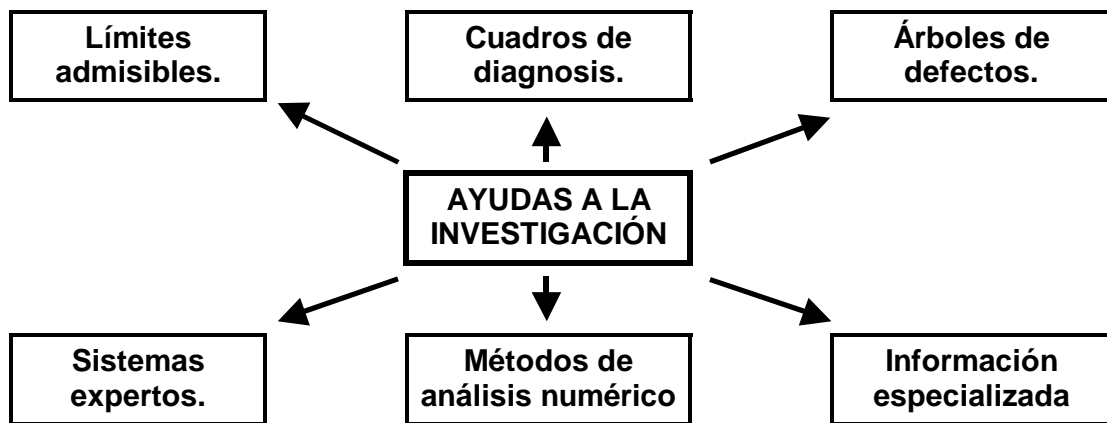 Límites
admisibles.
Cuadros de
diagnosis.
Árboles de
defectos.
AYUDAS A LA
INVESTIGACIÓN
Sistemas
expertos.
Métodos de
análisis numérico
Información
especializada